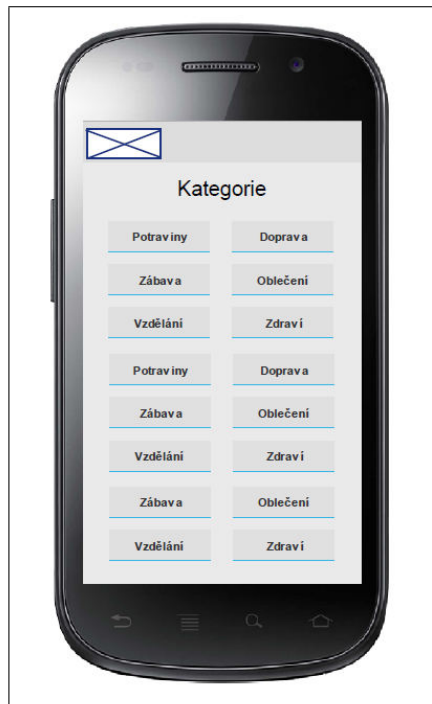 Kategorie
Potraviny Doprava
Zábava Oblečení
Vzdělání Zdraví
Potraviny Doprava
Zábava Oblečení
Vzdělání Zdraví
Zábava Oblečení
Vzdělání Zdraví